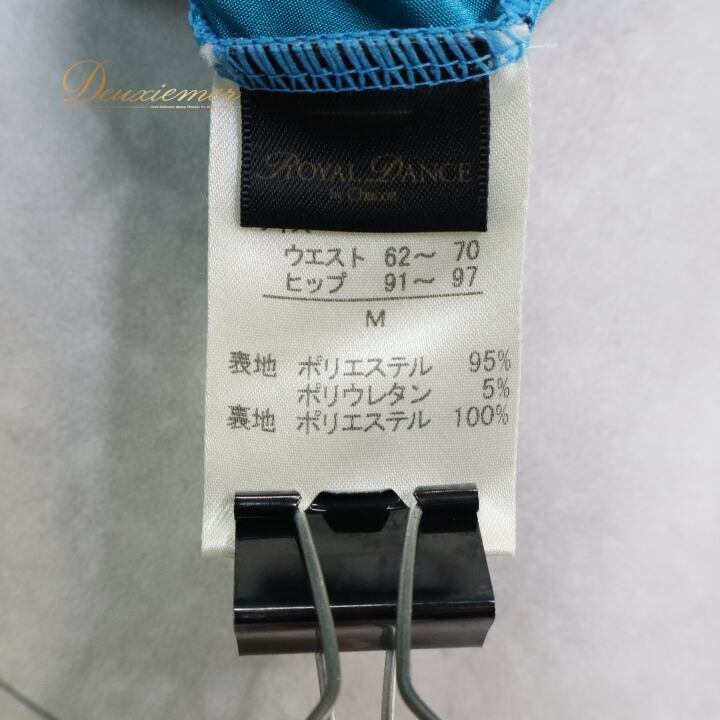 Deuxiemer
ROYAL DANCE
by Chacott
ウエスト 62〜 70
ヒップ 91〜 97
M
表地 ポリエステル 95%
ポリウレタン 5%
裏地 ポリエステル 100%